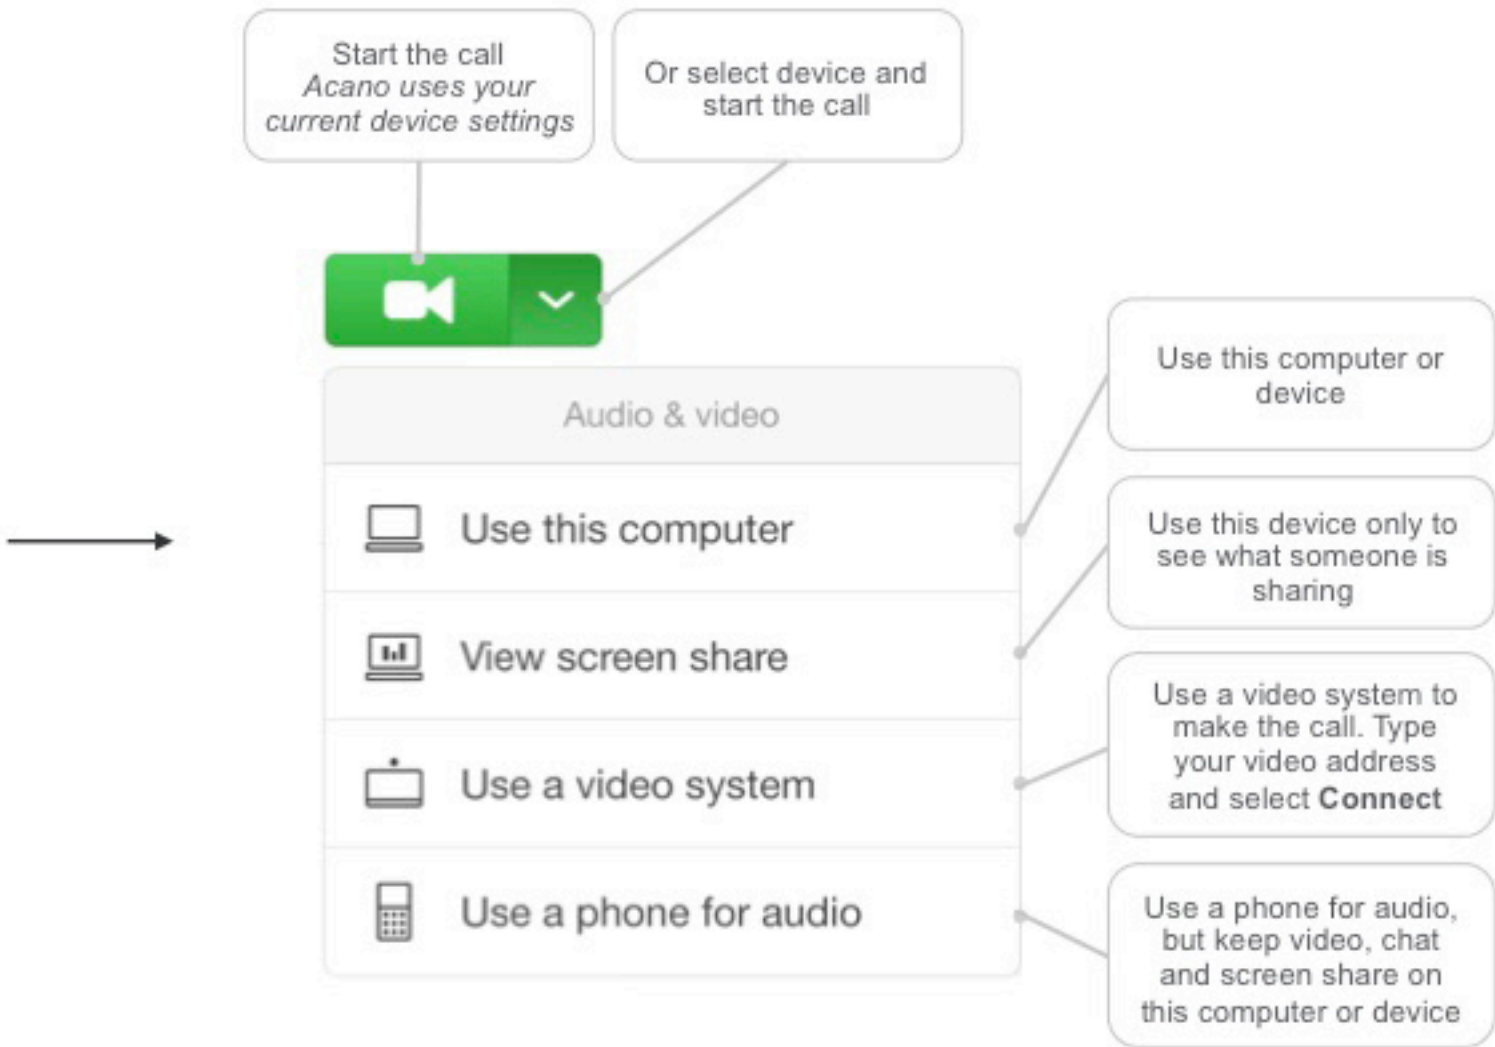 Start the call
Acano uses your
current device settings
Or select device and
start the call
Audio & video
Use this computer
View screen share
Use a video system
Use a phone for audio
Use this computer or
device
Use this device only to
see what someone is
sharing
Use a video system to
make the call. Type
your video address
and select Connect
Use a phone for audio,
but keep video, chat
and screen share on
this computer or device